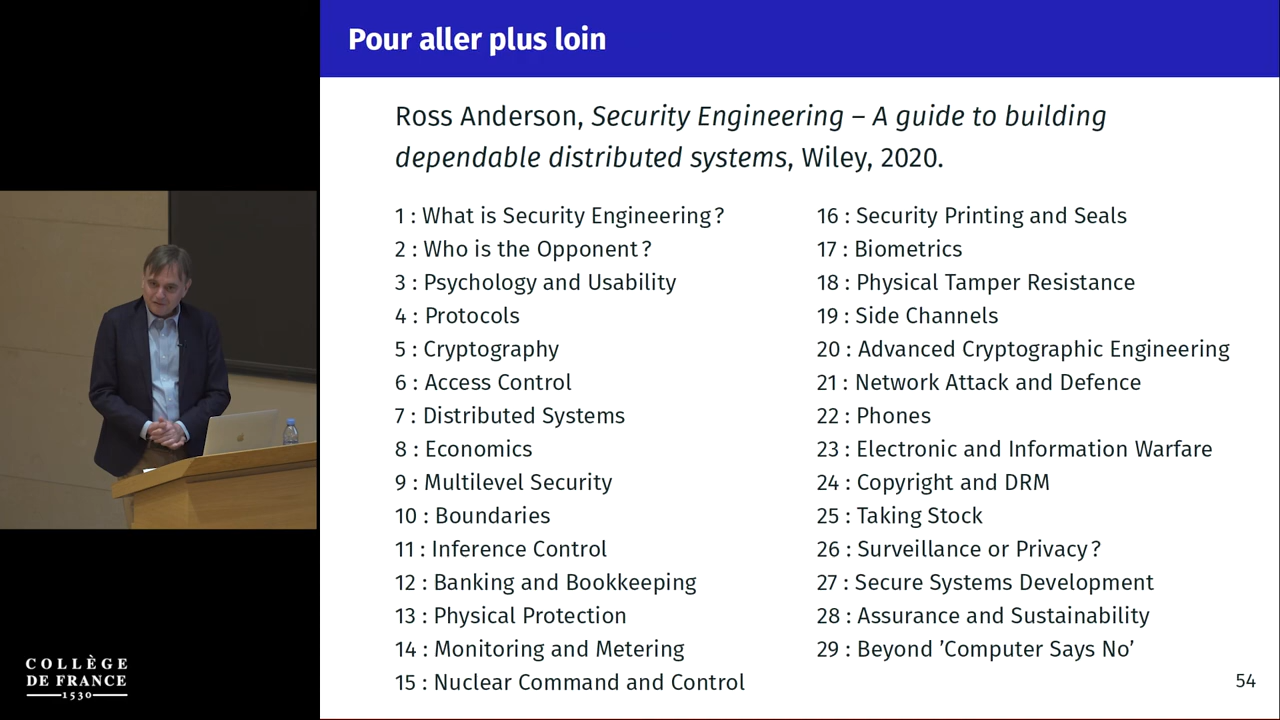 Pour aller plus loin
Ross Anderson, Security Engineering – A guide to building
dependable distributed systems, Wiley, 2020.
1 : What is Security Engineering ?
2 : Who is the Opponent ?
3 : Psychology and Usability
4 : Protocols
5 : Cryptography
6 : Access Control
7 : Distributed Systems
8 : Economics
9 : Multilevel Security
10 : Boundaries
11 : Inference Control
12 : Banking and Bookkeeping
13 : Physical Protection
14 : Monitoring and Metering
15 : Nuclear Command and Control
16 : Security Printing and Seals
17 : Biometrics
18 : Physical Tamper Resistance
19 : Side Channels
20 : Advanced Cryptographic Engineering
21 : Network Attack and Defence
22 : Phones
23 : Electronic and Information Warfare
24 : Copyright and DRM
25 : Taking Stock
26 : Surveillance or Privacy ?
27 : Secure Systems Development
28 : Assurance and Sustainability
29 : Beyond ’Computer Says No’
54
COLLÈGE
DE FRANCE
1530